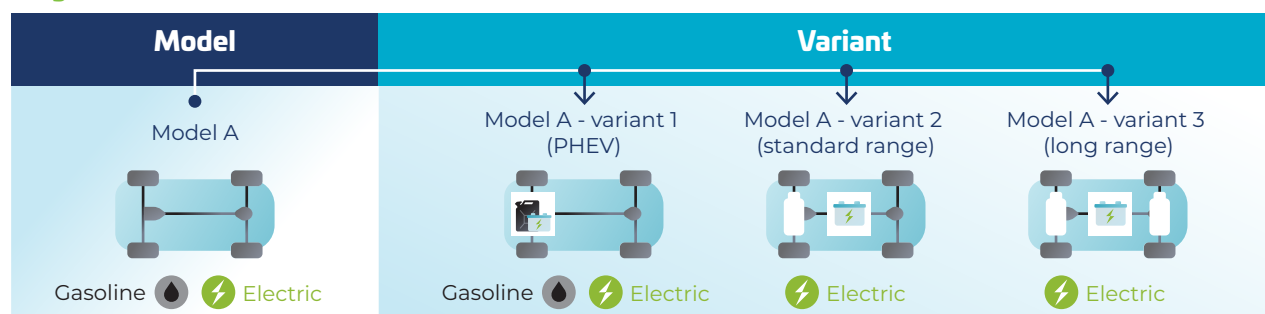 Model
Variant
Model A
Model A - variant 1
(PHEV)
Model A - variant 2
(standard range)
Model A - variant 3
(long range)
Gasoline Electric
Gasoline Electric
Electric
Electric